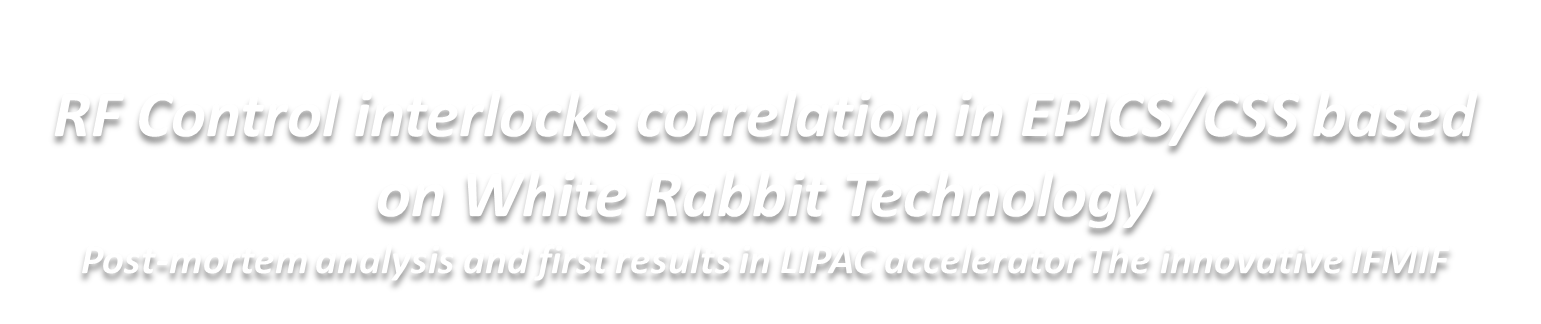 RF Control interlocks correlation in EPICS/CSS based
on White Rabbit Technology
Post-mortem analysis and first results in LIPAC accelerator The innovative IFMIF